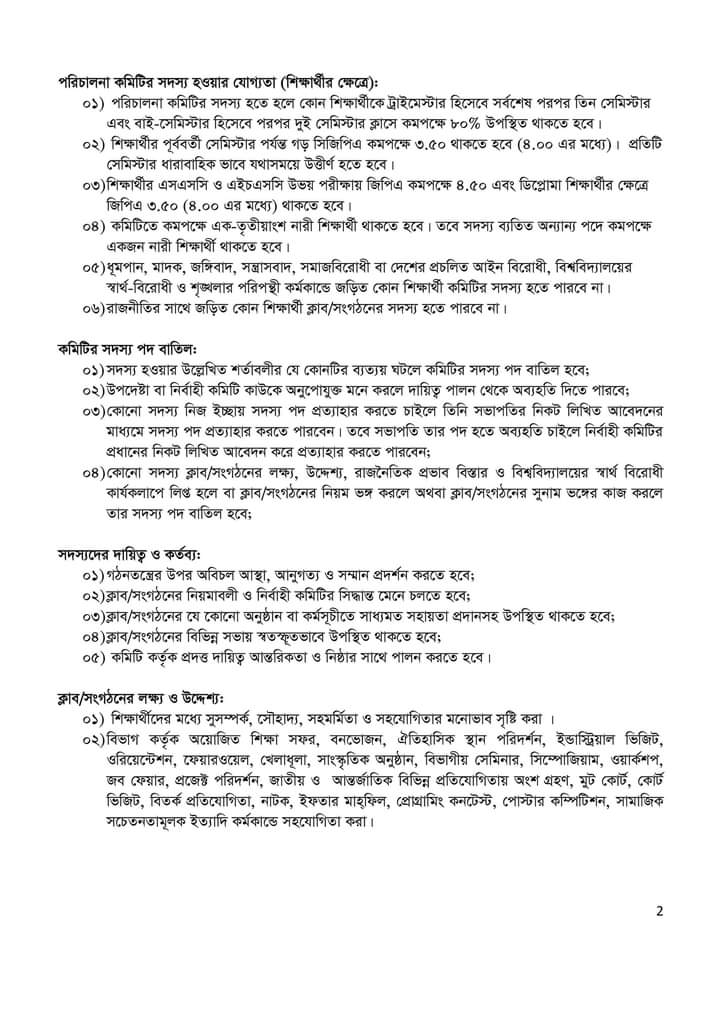 পরিচালনা কমিটির সদস্য হওয়ার যোগ্যতা (শিক্ষার্থীর ক্ষেত্রে):
০১) পরিচালনা কমিটির সদস্য হতে হলে কোন শিক্ষার্থীকে ট্রাইমেস্টার হিসেবে সর্বশেষ পরপর তিন সেমিস্টার
এবং বাই-সেমিস্টার হিসেবে পরপর দুই সেমিস্টার ক্লাসে কমপক্ষে ৮০% উপস্থিত থাকতে হবে।
০২) শিক্ষার্থীর পূর্ববর্তী সেমিস্টার পর্যন্ত গড় সিজিপিএ কমপক্ষে ৩.৫০ থাকতে হবে (৪.০০ এর মধ্যে)। প্রতিটি
সেমিস্টার ধারাবাহিক ভাবে যথাসময়ে উত্তীর্ণ হতে হবে।
০৩)শিক্ষার্থীর এসএসসি ও এইচএসসি উভয় পরীক্ষায় জিপিএ কমপক্ষে ৪.৫০ এবং ডিপ্লোমা শিক্ষার্থীর ক্ষেত্রে
জিপিএ ৩.৫০ (৪.০০ এর মধ্যে) থাকতে হবে।
০৪) কমিটিতে কমপক্ষে এক-তৃতীয়াংশ নারী শিক্ষার্থী থাকতে হবে। তবে সদস্য ব্যতিত অন্যান্য পদে কমপক্ষে
একজন নারী শিক্ষার্থী থাকতে হবে।
০৫)ধূমপান, মাদক, জঙ্গিবাদ, সন্ত্রাসবাদ, সমাজবিরোধী বা দেশের প্রচলিত আইন বিরোধী, বিশ্ববিদ্যালয়ের
স্বার্থ-বিরোধী ও শৃঙ্খলার পরিপন্থী কর্মকান্ডে জড়িত কোন শিক্ষার্থী কমিটির সদস্য হতে পারবে না।
০৬)রাজনীতির সাথে জড়িত কোন শিক্ষার্থী ক্লাব/সংগঠনের সদস্য হতে পারবে না।
কমিটির সদস্য পদ বাতিল:
০১)সদস্য হওয়ার উল্লেখিত শর্তাবলীর যে কোনটির ব্যত্যয় ঘটলে কমিটির সদস্য পদ বাতিল হবে;
০২)উপদেষ্টা বা নির্বাহী কমিটি কাউকে অনুপোযুক্ত মনে করলে দায়িত্ব পালন থেকে অব্যহতি দিতে পারবে;
০৩)কোনো সদস্য নিজ ইচ্ছায় সদস্য পদ প্রত্যাহার করতে চাইলে তিনি সভাপতির নিকট লিখিত আবেদনের
মাধ্যমে সদস্য পদ প্রত্যাহার করতে পারবেন। তবে সভাপতি তার পদ হতে অব্যহতি চাইলে নির্বাহী কমিটির
প্রধানের নিকট লিখিত আবেদন করে প্রত্যাহার করতে পারবেন;
০৪)কোনো সদস্য ক্লাব/সংগঠনের লক্ষ্য, উদ্দেশ্য, রাজনৈতিক প্রভাব বিস্তার ও বিশ্ববিদ্যালয়ের স্বার্থ বিরোধী
কার্যকলাপে লিপ্ত হলে বা ক্লাব/সংগঠনের নিয়ম ভঙ্গ করলে অথবা ক্লাব/সংগঠনের সুনাম ভঙ্গের কাজ করলে
তার সদস্য পদ বাতিল হবে;
সদস্যদের দায়িত্ব ও কর্তব্য:
০১)গঠনতন্ত্রের উপর অবিচল আস্থা, আনুগত্য ও সম্মান প্রদর্শন করতে হবে;
০২)ক্লাব/সংগঠনের নিয়মাবলী ও নির্বাহী কমিটির সিদ্ধান্ত মেনে চলতে হবে;
০৩)ক্লাব/সংগঠনের যে কোনো অনুষ্ঠান বা কর্মসূচীতে সাধ্যমত সহায়তা প্রদানসহ উপস্থিত থাকতে হবে;
০৪)ক্লাব/সংগঠনের বিভিন্ন সভায় স্বতস্ফূতভাবে উপস্থিত থাকতে হবে;
০৫) কমিটি কর্তৃক প্রদত্ত দায়িত্ব আন্তরিকতা ও নিষ্ঠার সাথে পালন করতে হবে।
ক্লাব/সংগঠনের লক্ষ্য ও উদ্দেশ্য:
০১) শিক্ষার্থীদের মধ্যে সুসম্পর্ক, সৌহাদ্য, সহমর্মিতা ও সহযোগিতার মনোভাব সৃষ্টি করা ।
০২)বিভাগ কর্তৃক অয়োজিত শিক্ষা সফর, বনভোজন, ঐতিহাসিক স্থান পরিদর্শন, ইন্ডাস্ট্রিয়াল ভিজিট,
ওরিয়েন্টেশন, ফেয়ারওয়েল, খেলাধূলা, সাংস্কৃতিক অনুষ্ঠান, বিভাগীয় সেমিনার, সিম্পোজিয়াম, ওয়ার্কশপ,
জব ফেয়ার, প্রজেক্ট পরিদর্শন, জাতীয় ও আন্তর্জাতিক বিভিন্ন প্রতিযোগিতায় অংশ গ্রহণ, মুট কোর্ট, কোর্ট
ভিজিট, বিতর্ক প্রতিযোগিতা, নাটক, ইফতার মাহ্ফিল, প্রোগ্রামিং কনটেস্ট, পোস্টার কম্পিটিশন, সামাজিক
সচেতনতামূলক ইত্যাদি কর্মকান্ডে সহযোগিতা করা।
2